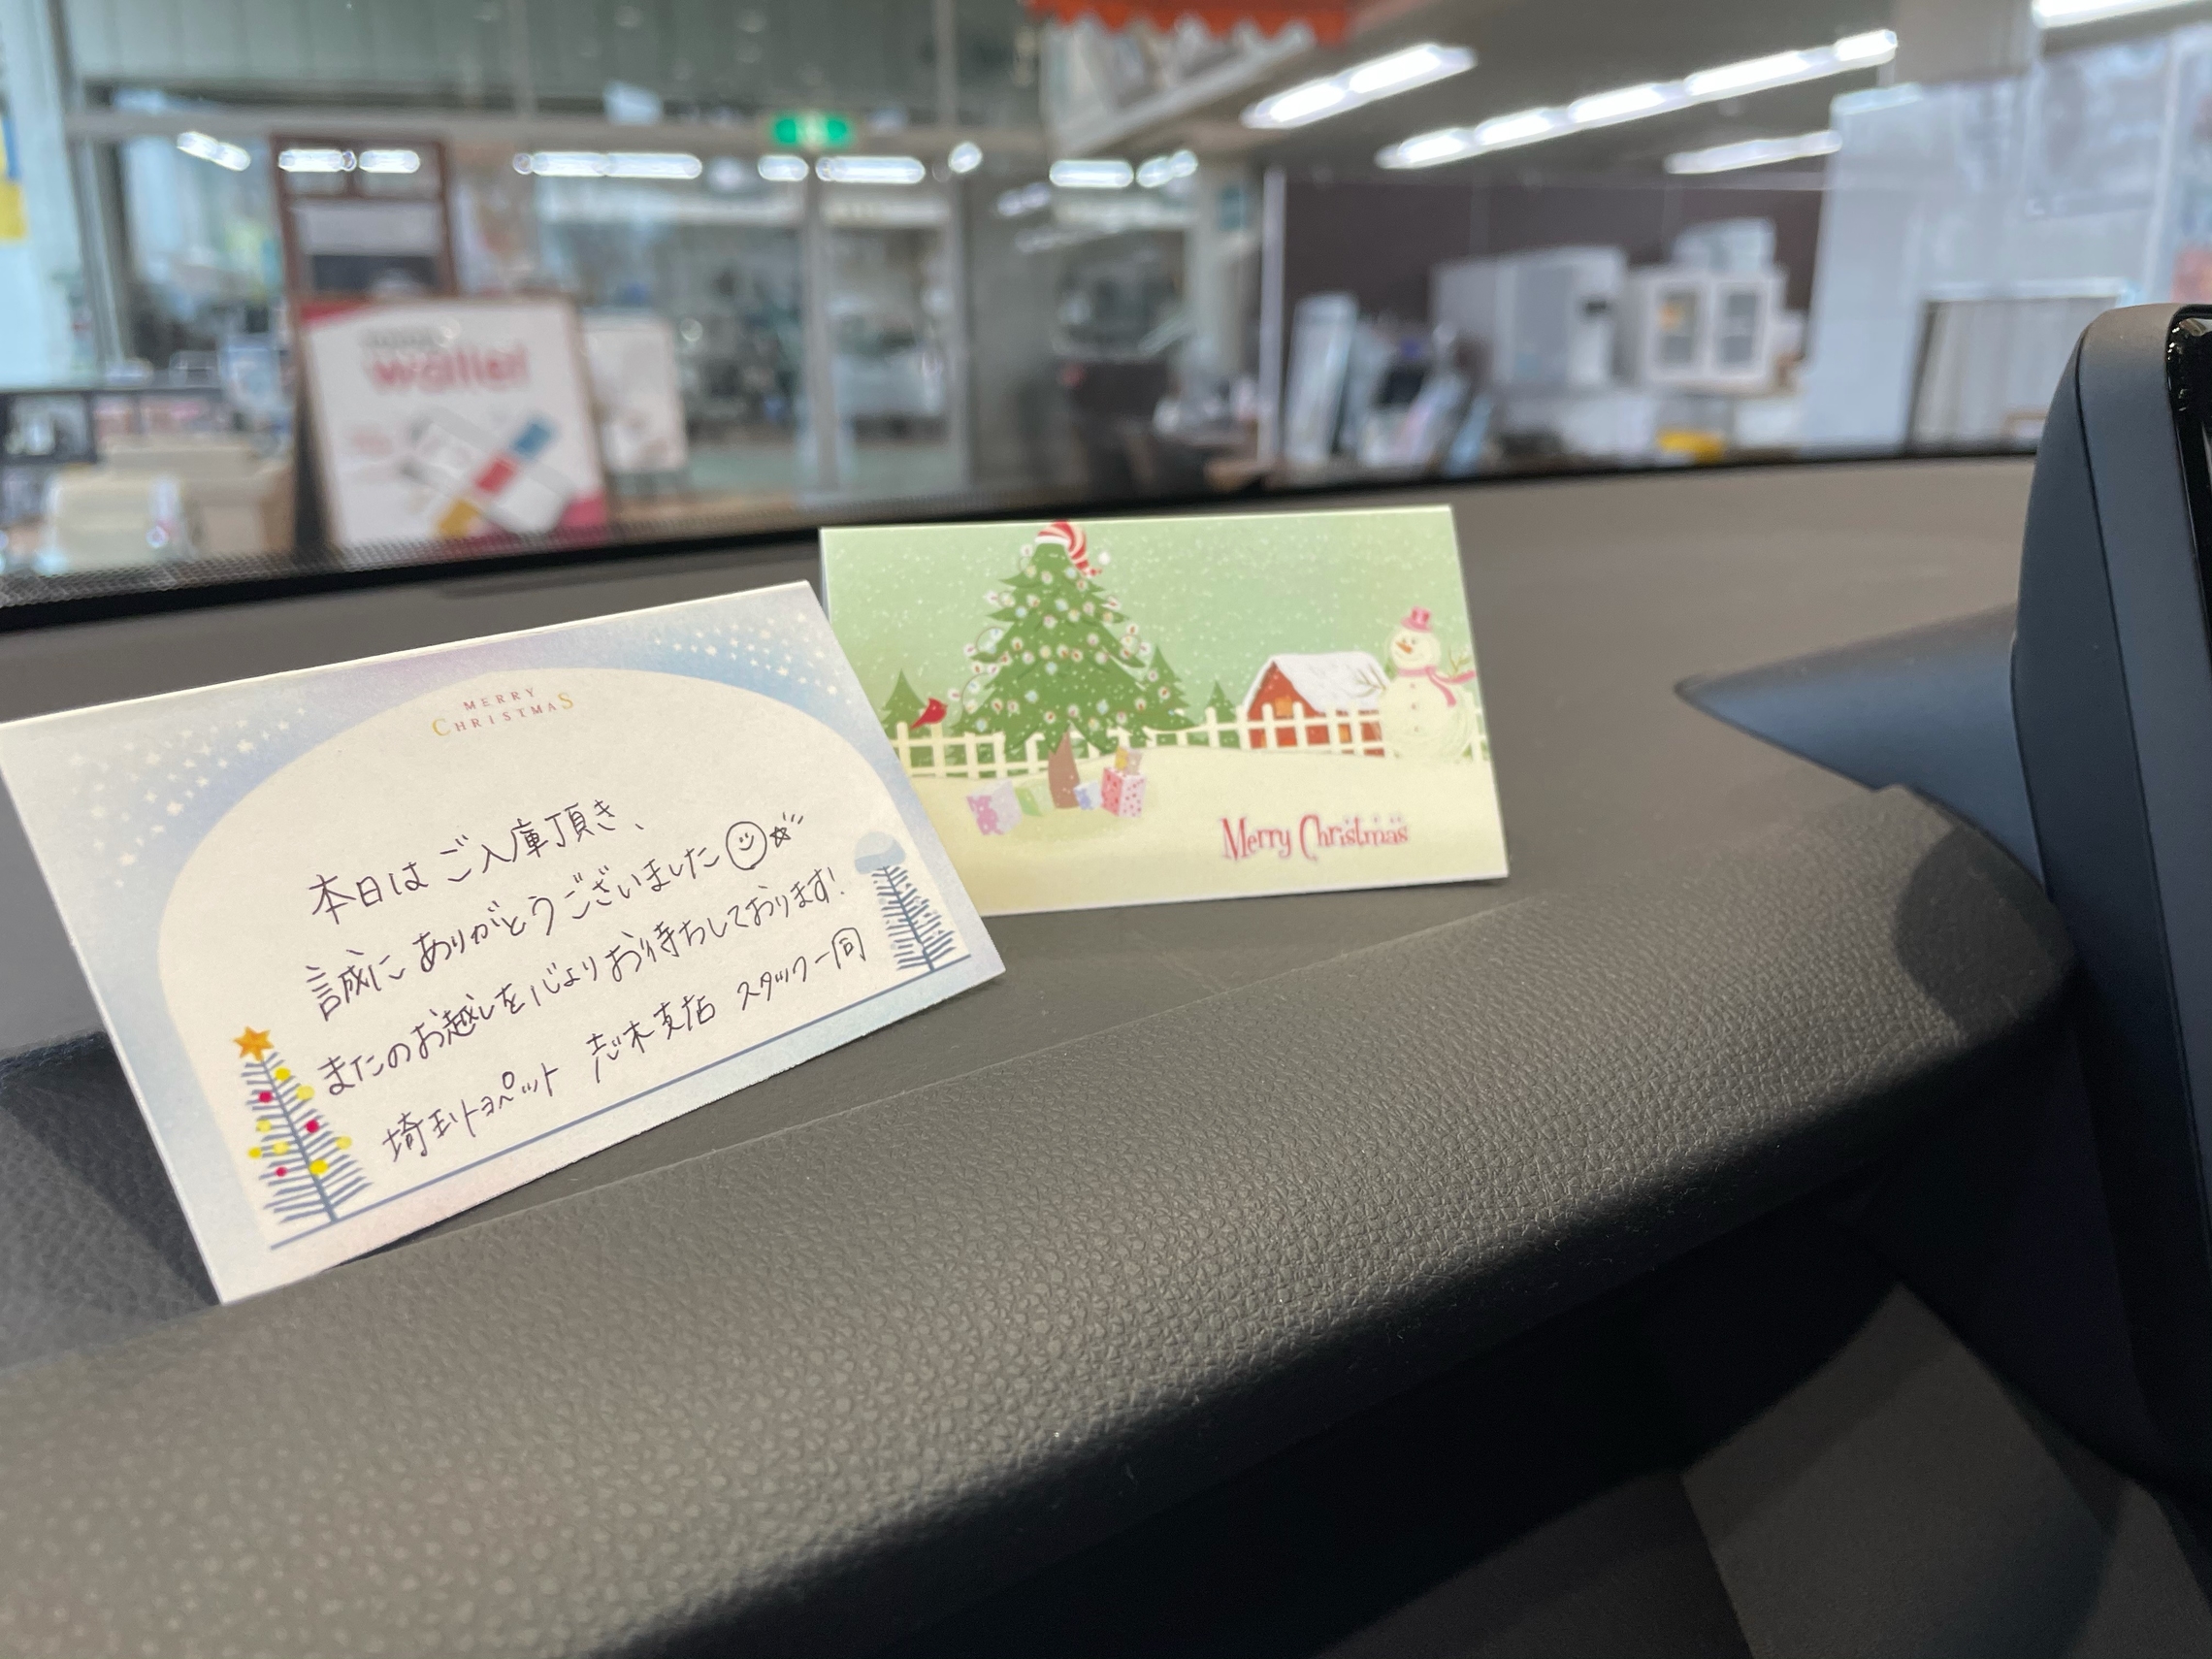 wallet
MERRY
CHRISTMAS
本日はご入庫頂き、
誠にありがとうございました
またのお越しを心よりお待ちしております!
埼玉トヨペット 志木支店 スタッフ一同
Merry Christmas